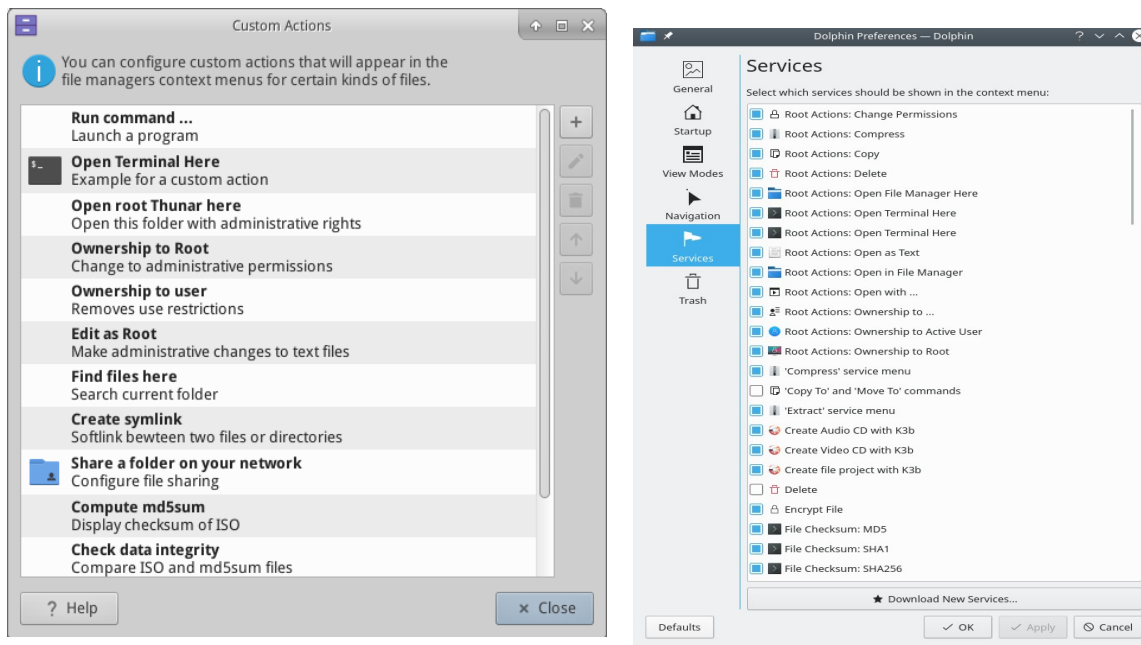 Custom Actions
You can configure custom actions that will appear in the
file managers context menus for certain kinds of files.
Run command ...
Launch a program
Open Terminal Here
Example for a custom action
Open root Thunar here
Open this folder with administrative rights
Ownership to Root
Change to administrative permissions
Ownership to user
Removes use restrictions
Edit as Root
Make administrative changes to text files
Find files here
Search current folder
Create symlink
Softlink bewteen two files or directories
Share a folder on your network
Configure file sharing
Compute md5sum
Display checksum of ISO
Check data integrity
Compare ISO and md5sum files
? Help
× Close
Dolphin Preferences — Dolphin
General
Startup
View Modes
Navigation
Services
Trash
Services
Select which services should be shown in the context menu:
Root Actions: Change Permissions
Root Actions: Compress
Root Actions: Copy
Root Actions: Delete
Root Actions: Open File Manager Here
Root Actions: Open Terminal Here
Root Actions: Open Terminal Here
Root Actions: Open as Text
Root Actions: Open in File Manager
Root Actions: Open with ...
Root Actions: Ownership to ...
Root Actions: Ownership to Active User
Root Actions: Ownership to Root
'Compress' service menu
'Copy To' and 'Move To' commands
'Extract' service menu
Create Audio CD with K3b
Create Video CD with K3b
Create file project with K3b
Delete
Encrypt File
File Checksum: MD5
File Checksum: SHA1
File Checksum: SHA256
★ Download New Services...
Defaults
OK
Apply
Cancel